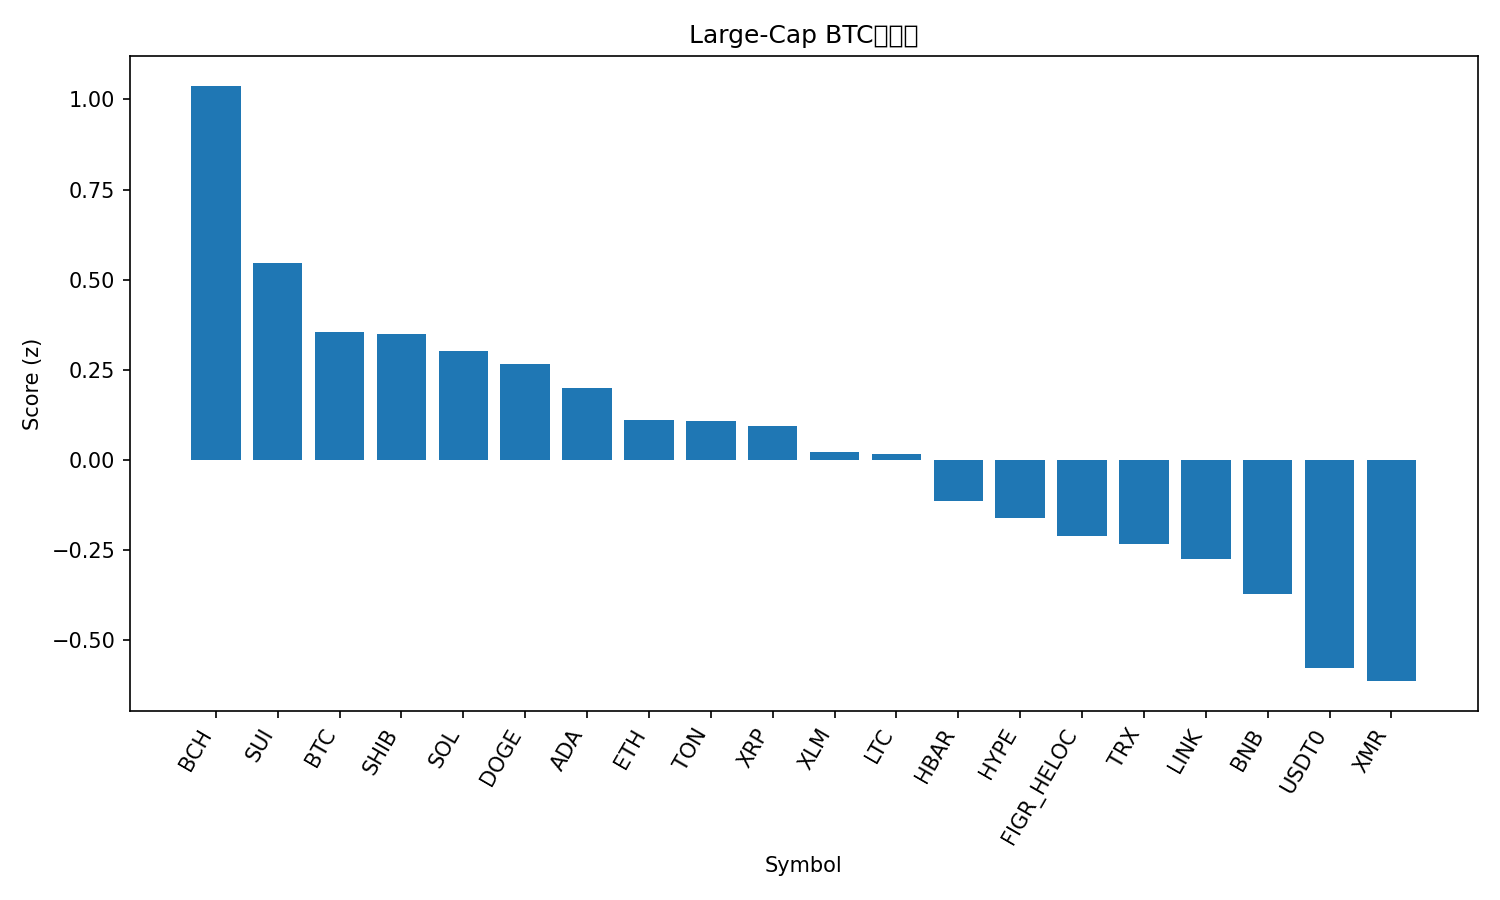 Large-Cap BTC
1.00
0.75
0.50
0.25
0.00
−0.25
−0.50
Score (z)
BCH
SUI
BTC
SHIB
SOL
DOGE
ADA
ETH
TON
XRP
XLM
LTC
HBAR
HYPE
FIGR_HELOC
TRX
LINK
BNB
USDT0
XMR
Symbol